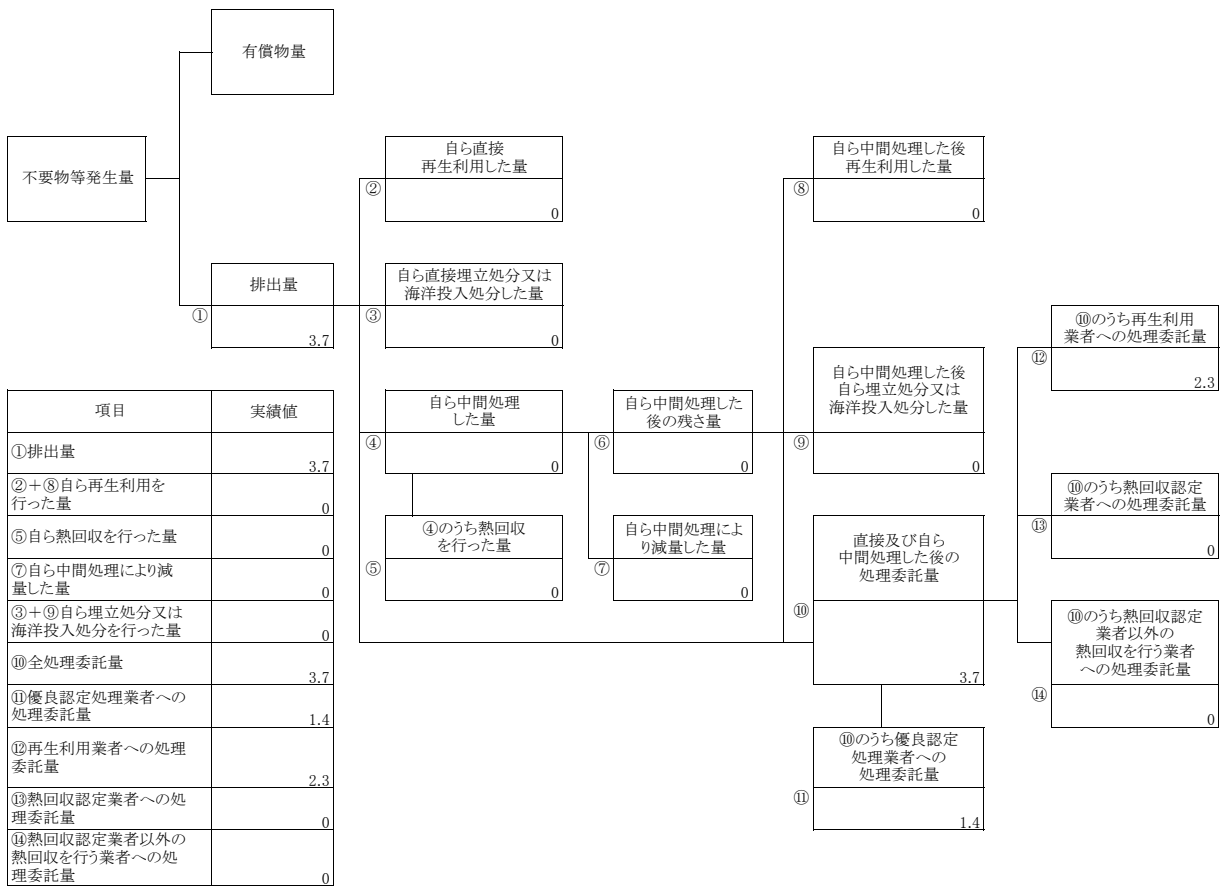 有償物量
不要物等発生量
自ら直接
再生利用した量
②
0
自ら中間処理した後
再生利用した量
⑧
0
排出量
①
3.7
自ら直接埋立処分又は
海洋投入処分した量
③
0
⑩のうち再生利用
業者への処理委託量
⑫
2.3
自ら中間処理
した量
④
0
自ら中間処理した
後の残さ量
⑥
0
自ら中間処理した後
自ら埋立処分又は
海洋投入処分した量
⑨
0
⑩のうち熱回収認定
業者への処理委託量
⑬
0
④のうち熱回収
を行った量
⑤
0
自ら中間処理によ
り減量した量
⑦
0
直接及び自ら
中間処理した後の
処理委託量
⑩
3.7
⑩のうち熱回収認定
業者以外の
熱回収を行う業者
への処理委託量
⑭
0
⑩のうち優良認定
処理業者への
処理委託量
⑪
1.4
項目 実績値
①排出量
3.7
②+⑧自ら再生利用を
行った量
0
⑤自ら熱回収を行った量
0
⑦自ら中間処理により減
量した量
0
③+⑨自ら埋立処分又は
海洋投入処分を行った量
0
⑩全処理委託量
3.7
⑪優良認定処理業者への
処理委託量
1.4
⑫再生利用業者への処理
委託量
2.3
⑬熱回収認定業者への処
理委託量
0
⑭熱回収認定業者以外の
熱回収を行う業者への処
理委託量
0